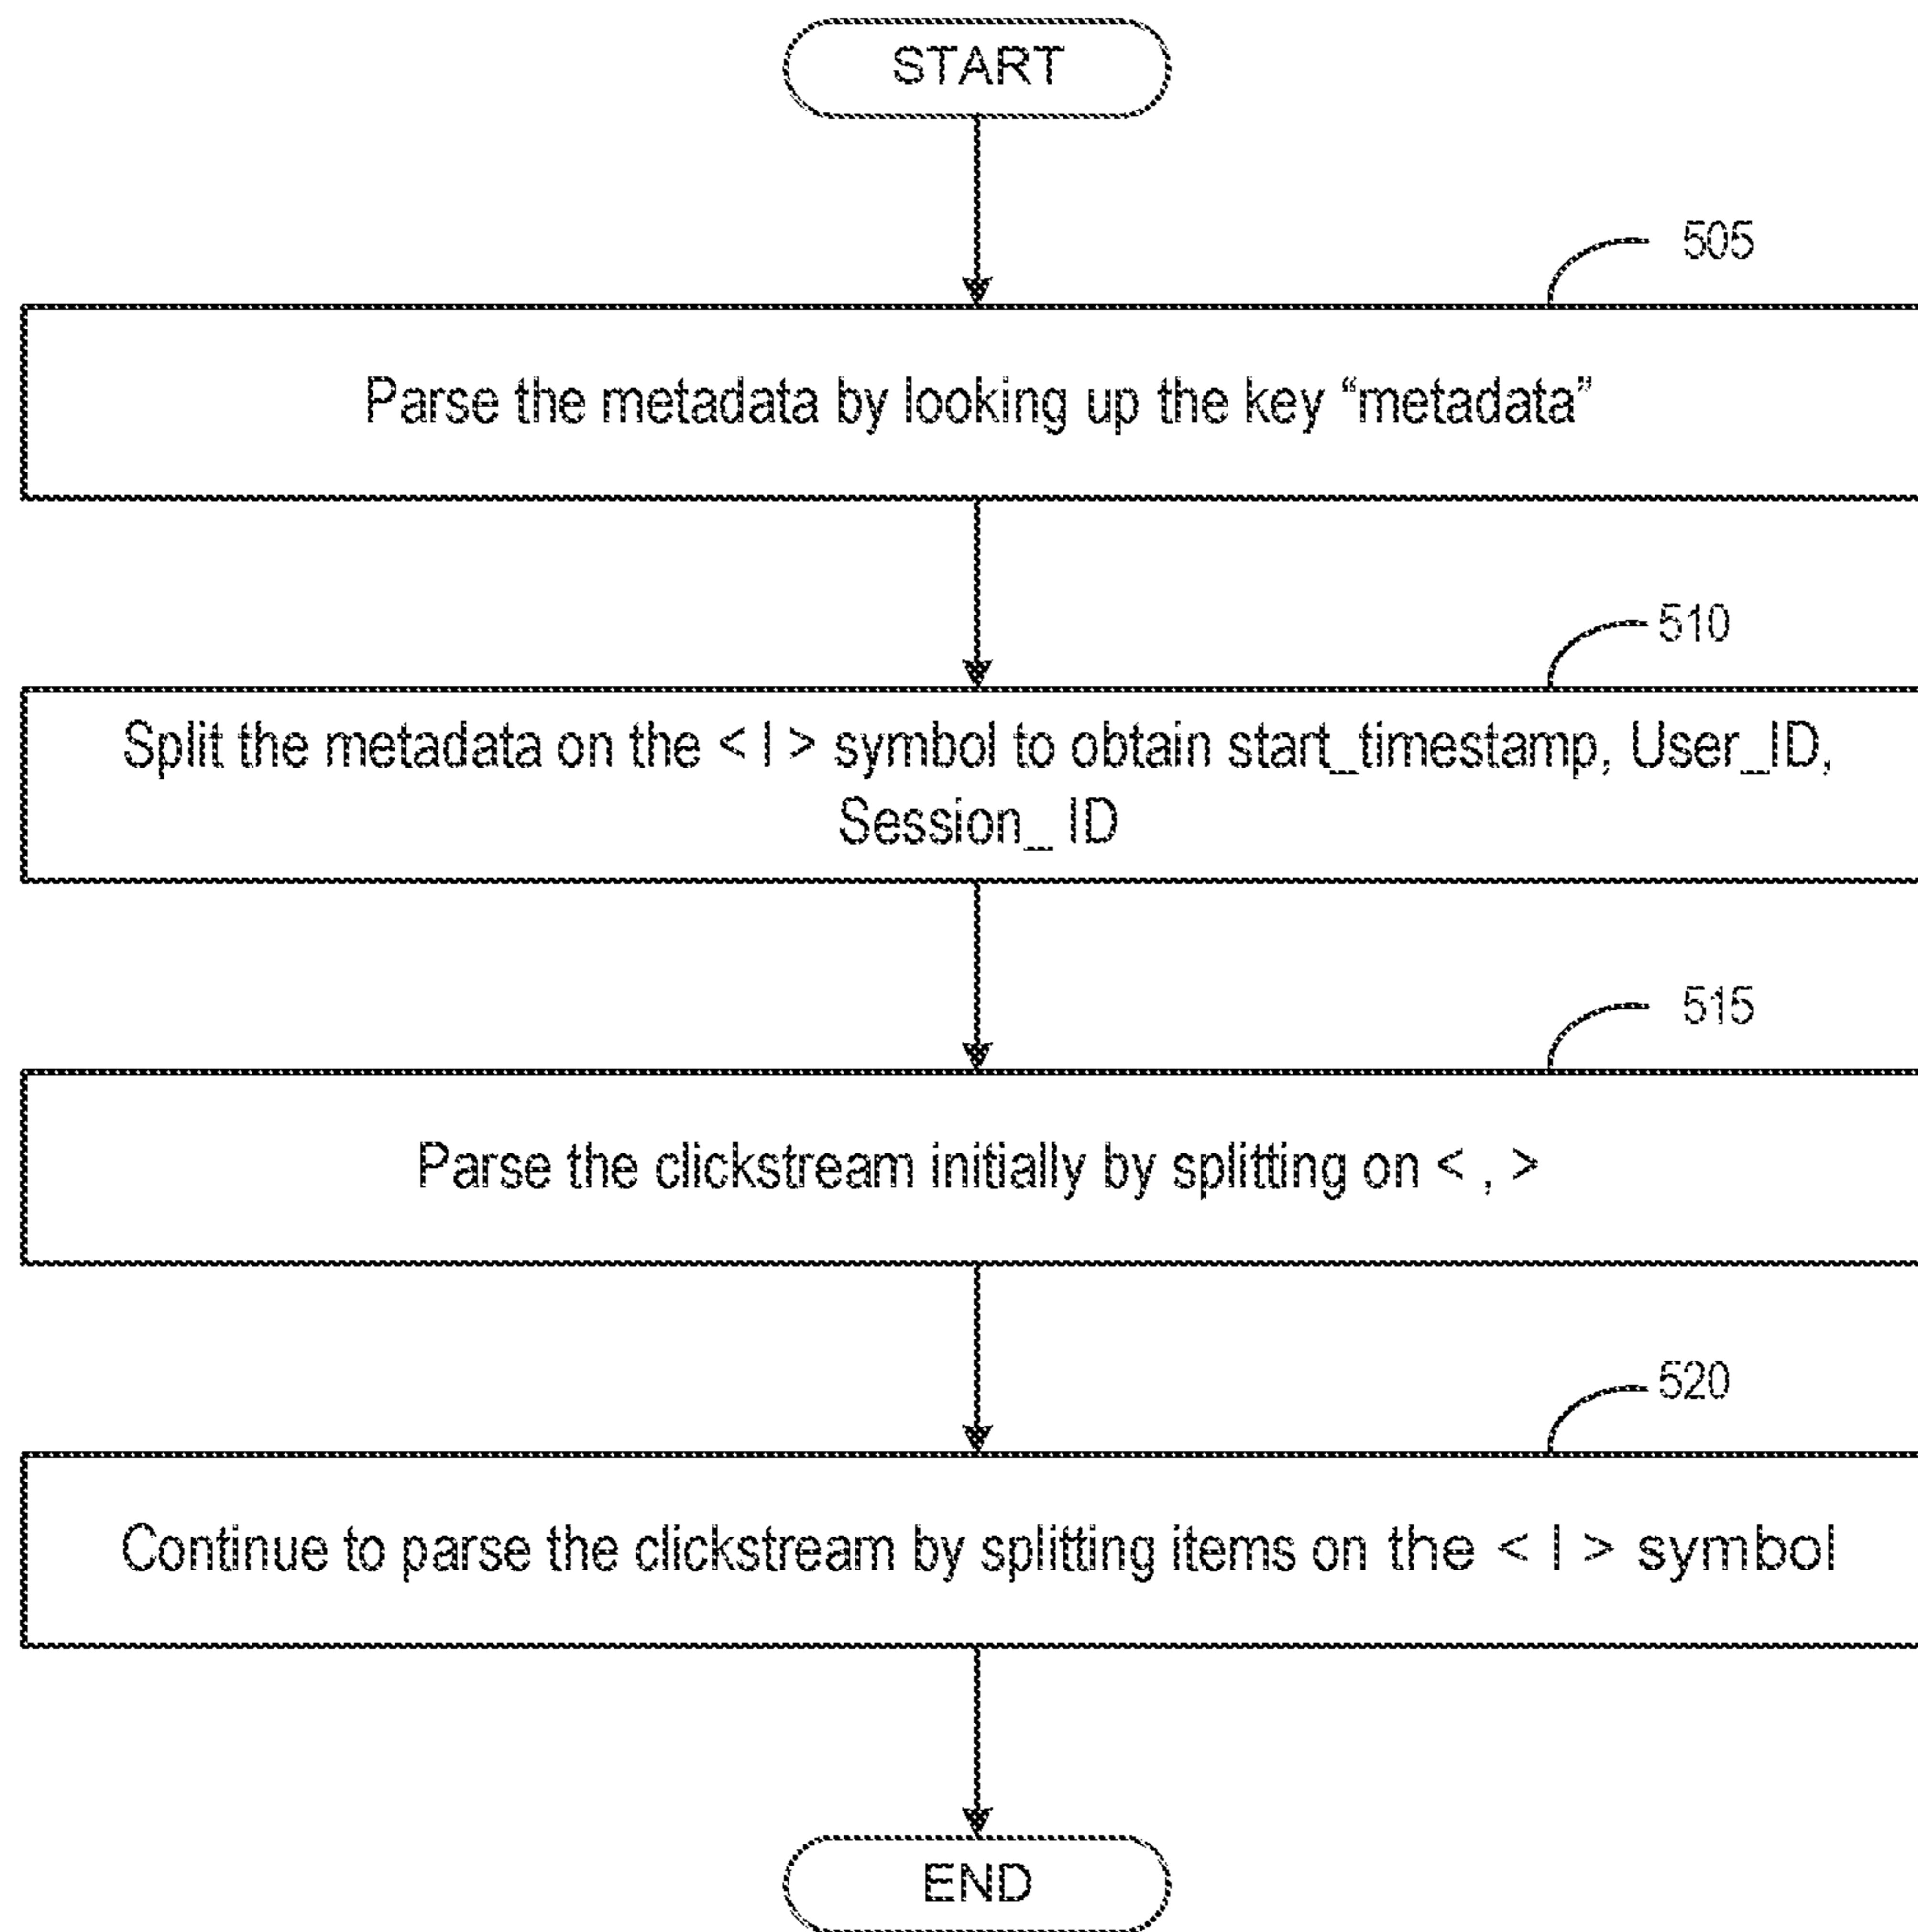 START
505
Parse the metadata by looking up the key “metadata”
510
Split the metadata on the < | > symbol to obtain start_timestamp, User_ID,
Session_ ID
515
Parse the clickstream initially by splitting on < , >
520
Continue to parse the clickstream by splitting items on the < | > symbol
END